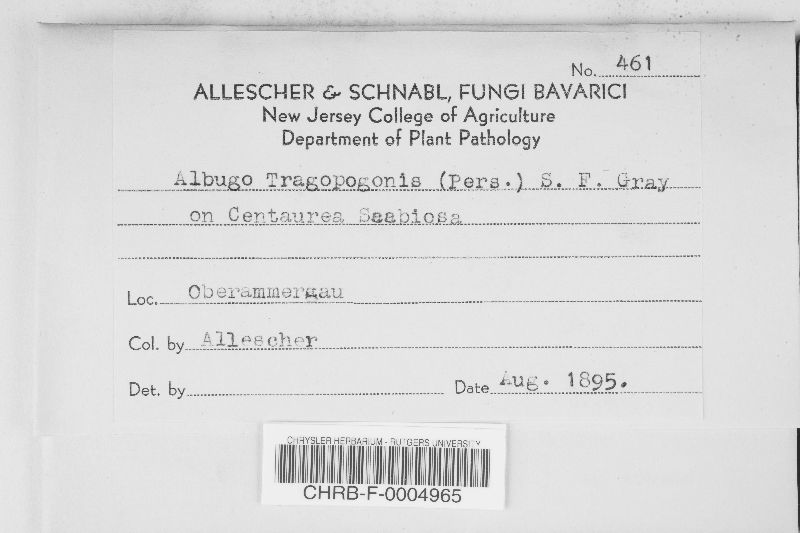 No. 461
ALLESCHER & SCHNABL, FUNGI BAVARICI
New Jersey College of Agriculture
Department of Plant Pathology
Albugo Tragopogonis (Pers.) S. F. Gray
on Centaurea Scabiosa
Loc. Oberammergau
Col. by Allescher
Det. by Date Aug. 1895.
CHRYSLER HERBARIUM - RUTGERS UNIVERSITY
CHRB-F-0004965